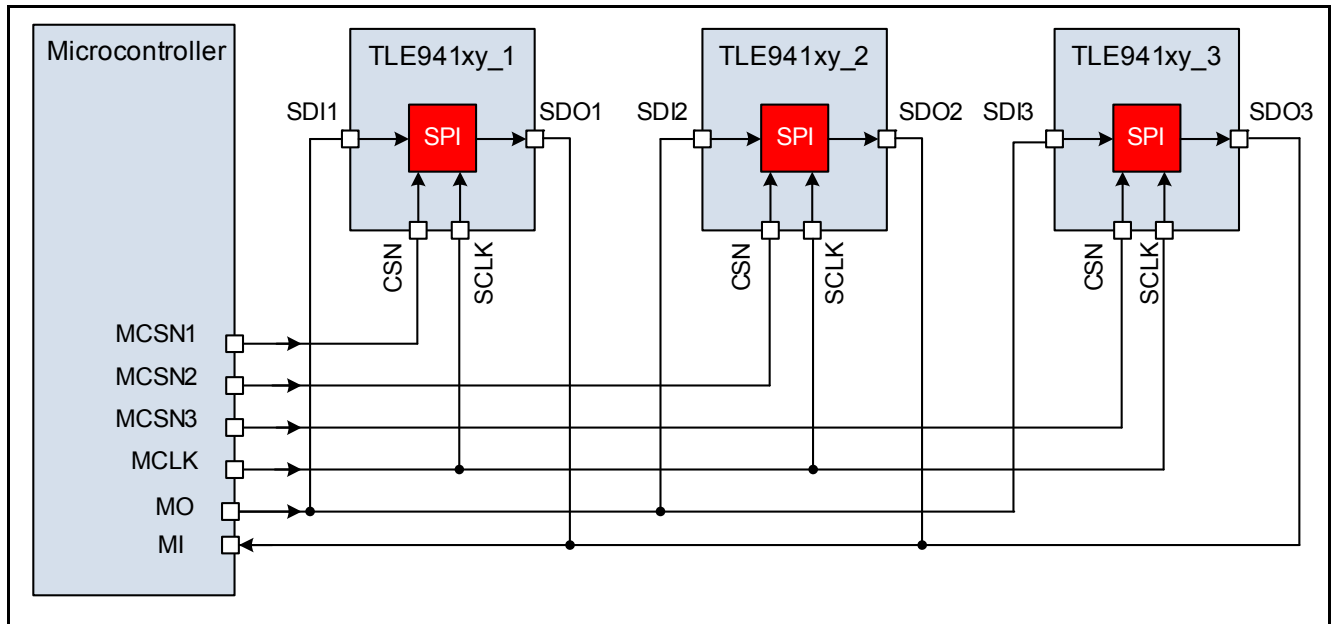 Microcontroller
TLE941xy_1
TLE941xy_2
TLE941xy_3
SDI1
SPI
SDO1
SDI2
SPI
SDO2
SDI3
SPI
SDO3
CSN
SCLK
CSN
SCLK
CSN
SCLK
MCSN1
MCSN2
MCSN3
MCLK
MO
MI